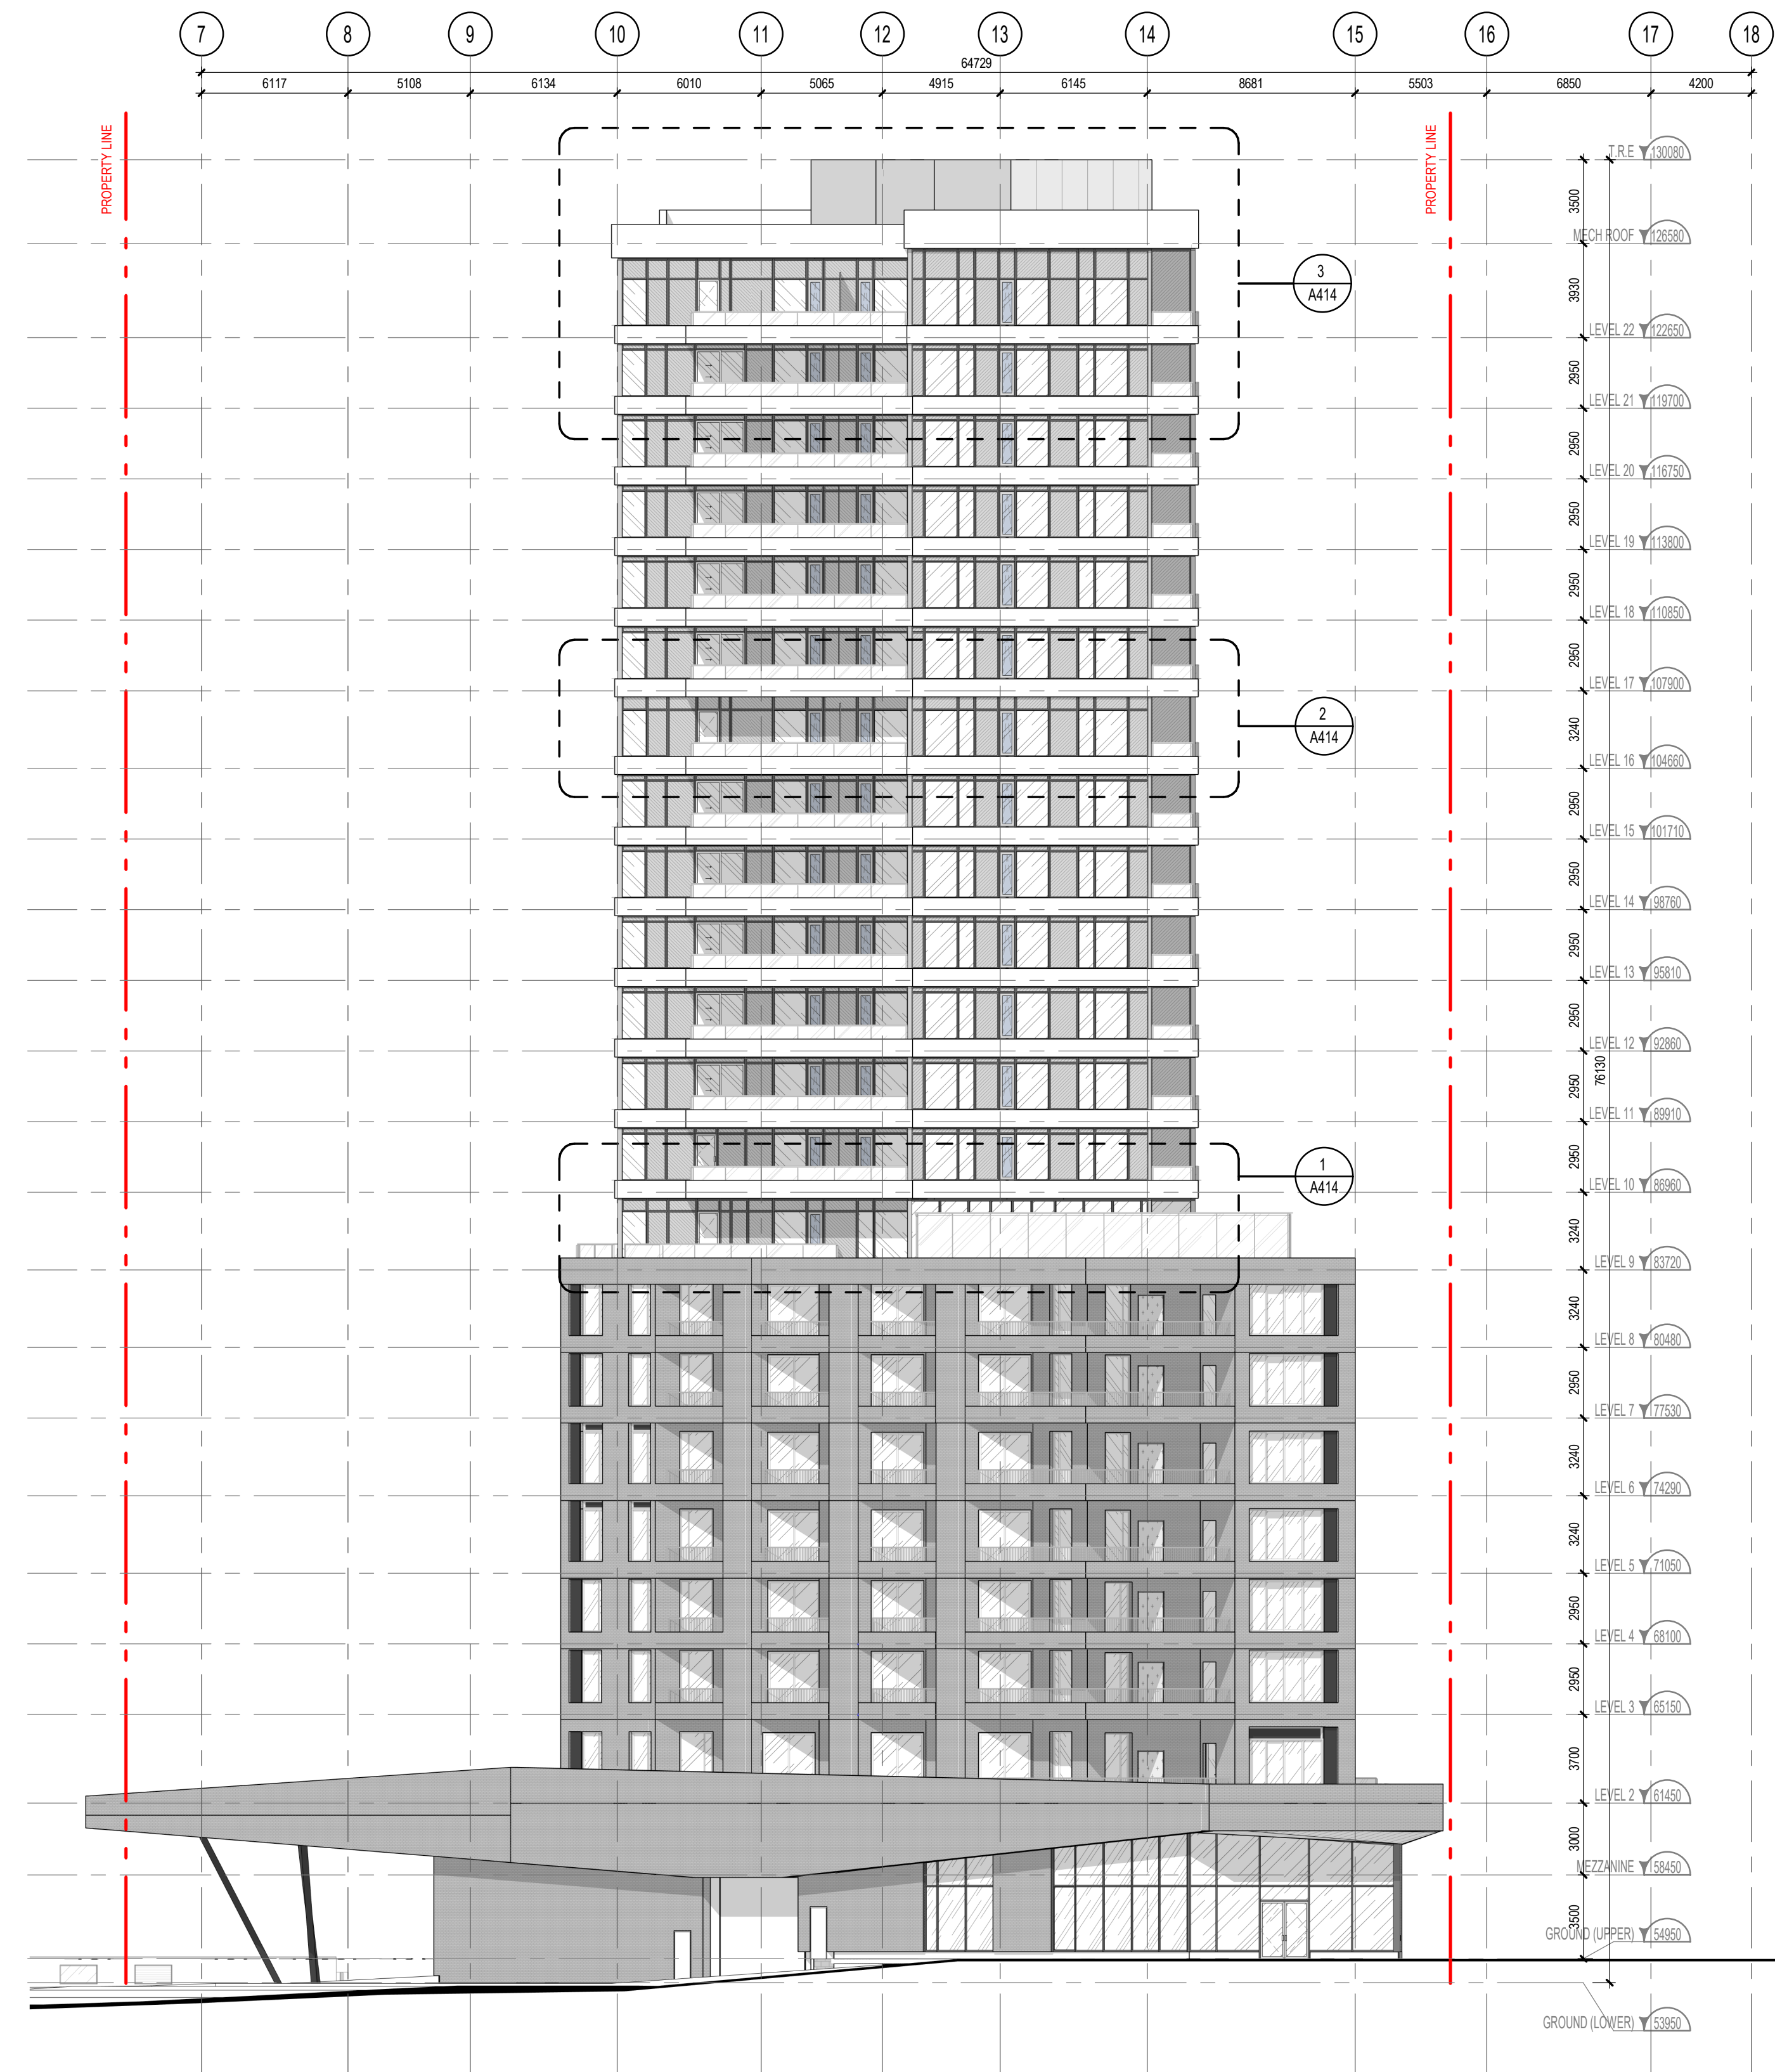 7 8 9 10 11 12 13 14 15 16 17 18
64729
6117 5108 6134 6010 5065 4915 6145 8681 5503 6850 4200
PROPERTY LINE
PROPERTY LINE
T.R.E 130080
3500
MECH ROOF 126580
3
A414
3930
LEVEL 22 122650
2950
LEVEL 21 119700
2950
LEVEL 20 116750
2950
LEVEL 19 113800
2950
LEVEL 18 110850
2950
LEVEL 17 107900
2
A414
3240
LEVEL 16 104660
2950
LEVEL 15 101710
2950
LEVEL 14 98760
2950
LEVEL 13 95810
2950
LEVEL 12 92860
76130
2950
LEVEL 11 89910
2950
1
A414
LEVEL 10 86960
3240
LEVEL 9 83720
3240
LEVEL 8 80480
2950
LEVEL 7 77530
3240
LEVEL 6 74290
3240
LEVEL 5 71050
2950
LEVEL 4 68100
2950
LEVEL 3 65150
3700
LEVEL 2 61450
3000
MEZZANINE 58450
3500
GROUND (UPPER) 54950
GROUND (LOWER) 53950